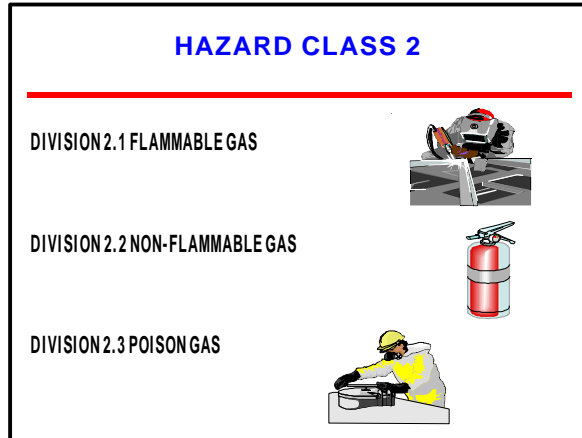 HAZARD CLASS 2
DIVISION 2.1 FLAMMABLE GAS
DIVISION 2.2 NON-FLAMMABLE GAS
DIVISION 2.3 POISON GAS